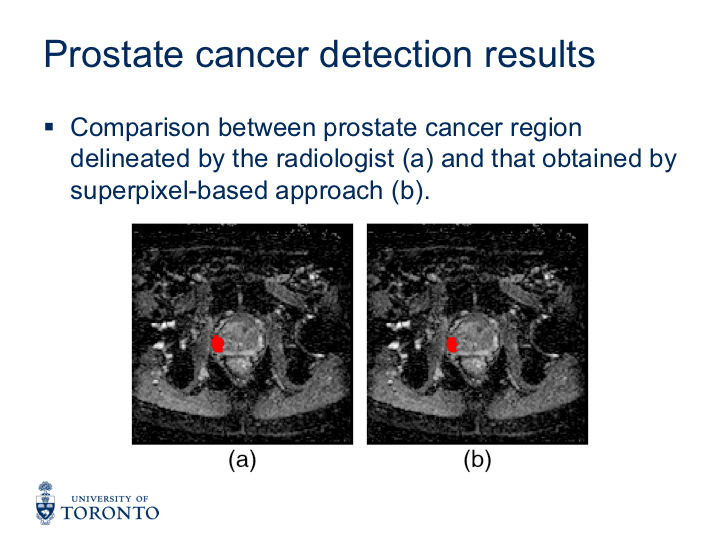 Prostate cancer detection results
▪ Comparison between prostate cancer region
delineated by the radiologist (a) and that obtained by
superpixel-based approach (b).
(a) (b)
UNIVERSITY OF
TORONTO